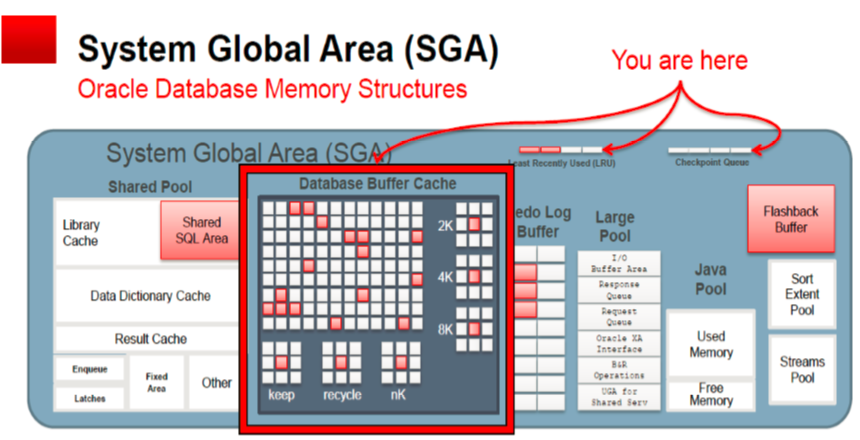 System Global Area (SGA)
Oracle Database Memory Structures
You are here
System Global Area (SGA)
Least Recently Used (LRU)
Checkpoint Queue
Shared Pool
Library
Cache
Shared
SQL Area
Data Dictionary Cache
Result Cache
Enqueue
Latches
Fixed
Area
Other
Database Buffer Cache
2K
4K
8K
keep
recycle
nK
edo Log
Buffer
Large
Pool
I/O
Buffer Area
Response
Queue
Request
Queue
Oracle XA
Interface
B&R
Operations
UGA for
Shared Serv
Java
Pool
Used
Memory
Free
Memory
Flashback
Buffer
Sort
Extent
Pool
Streams
Pool